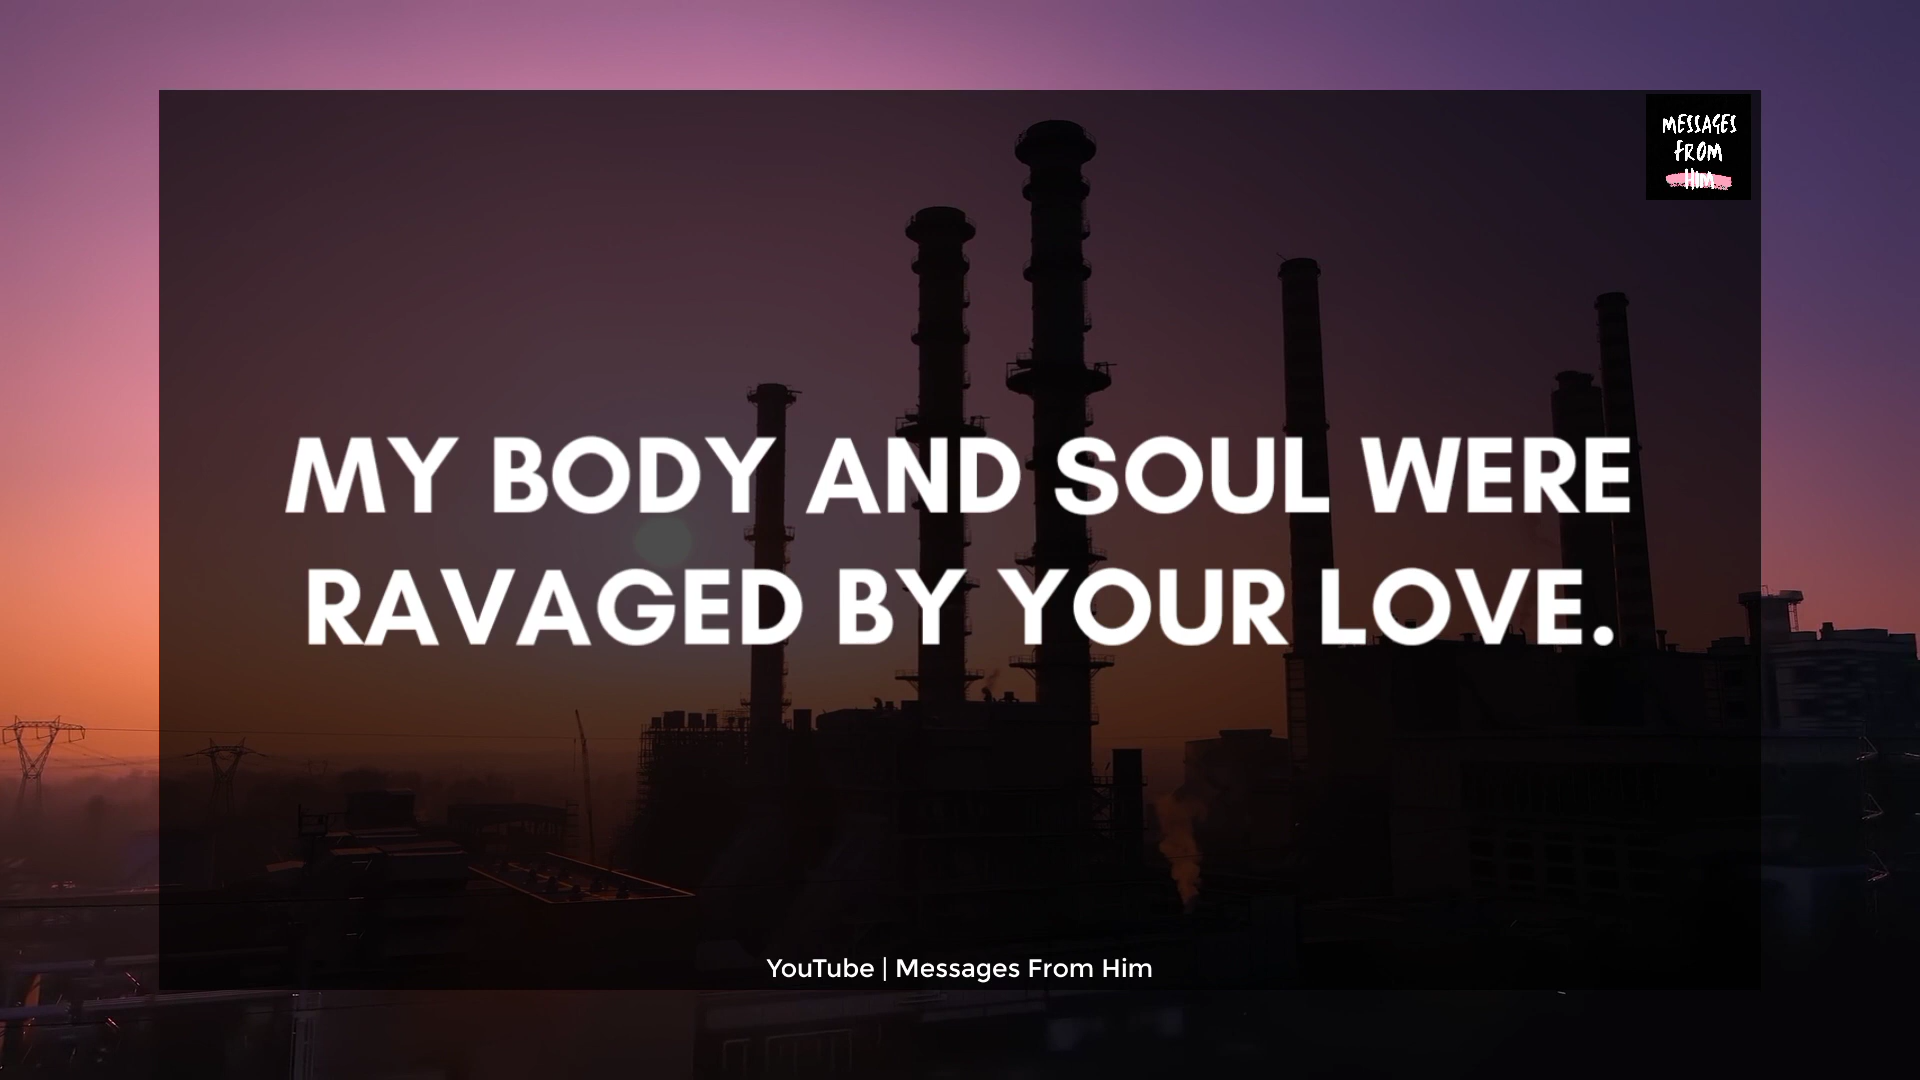 MESSAGES
FROM
HIM
MY BODY AND SOUL WERE
RAVAGED BY YOUR LOVE.
YouTube | Messages From Him